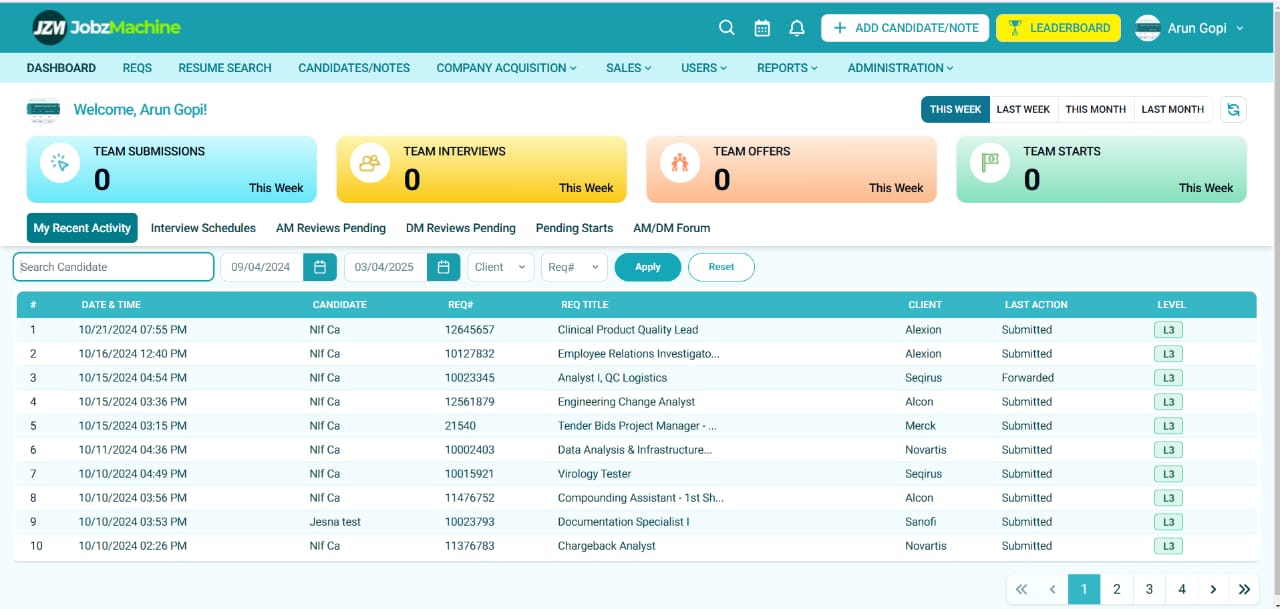 JZM JobzMachine
ADD CANDIDATE/NOTE LEADERBOARD Arun Gopi
DASHBOARD REQS RESUME SEARCH CANDIDATES/NOTES COMPANY ACQUISITION SALES USERS REPORTS ADMINISTRATION
Welcome, Arun Gopi! THIS WEEK LAST WEEK THIS MONTH LAST MONTH
TEAM SUBMISSIONS
0
This Week
TEAM INTERVIEWS
0
This Week
TEAM OFFERS
0
This Week
TEAM STARTS
0
This Week
My Recent Activity Interview Schedules AM Reviews Pending DM Reviews Pending Pending Starts AM/DM Forum
Search Candidate 09/04/2024 03/04/2025 Client Req# Apply Reset
# DATE & TIME CANDIDATE REQ# REQ TITLE CLIENT LAST ACTION LEVEL
1 10/21/2024 07:55 PM Nlf Ca 12645657 Clinical Product Quality Lead Alexion Submitted L3
2 10/16/2024 12:40 PM Nlf Ca 10127832 Employee Relations Investigato... Alexion Submitted L3
3 10/15/2024 04:54 PM Nlf Ca 10023345 Analyst I, QC Logistics Seqirus Forwarded L3
4 10/15/2024 03:36 PM Nlf Ca 12561879 Engineering Change Analyst Alcon Submitted L3
5 10/15/2024 03:15 PM Nlf Ca 21540 Tender Bids Project Manager - ... Merck Submitted L3
6 10/11/2024 04:36 PM Nlf Ca 10002403 Data Analysis & Infrastructure... Novartis Submitted L3
7 10/10/2024 04:49 PM Nlf Ca 10015921 Virology Tester Seqirus Submitted L3
8 10/10/2024 03:56 PM Nlf Ca 11476752 Compounding Assistant - 1st Sh... Alcon Submitted L3
9 10/10/2024 03:53 PM Jesna test 10023793 Documentation Specialist I Sanofi Submitted L3
10 10/10/2024 02:26 PM Nlf Ca 11376783 Chargeback Analyst Novartis Submitted L3
« ‹ 1 2 3 4 › »